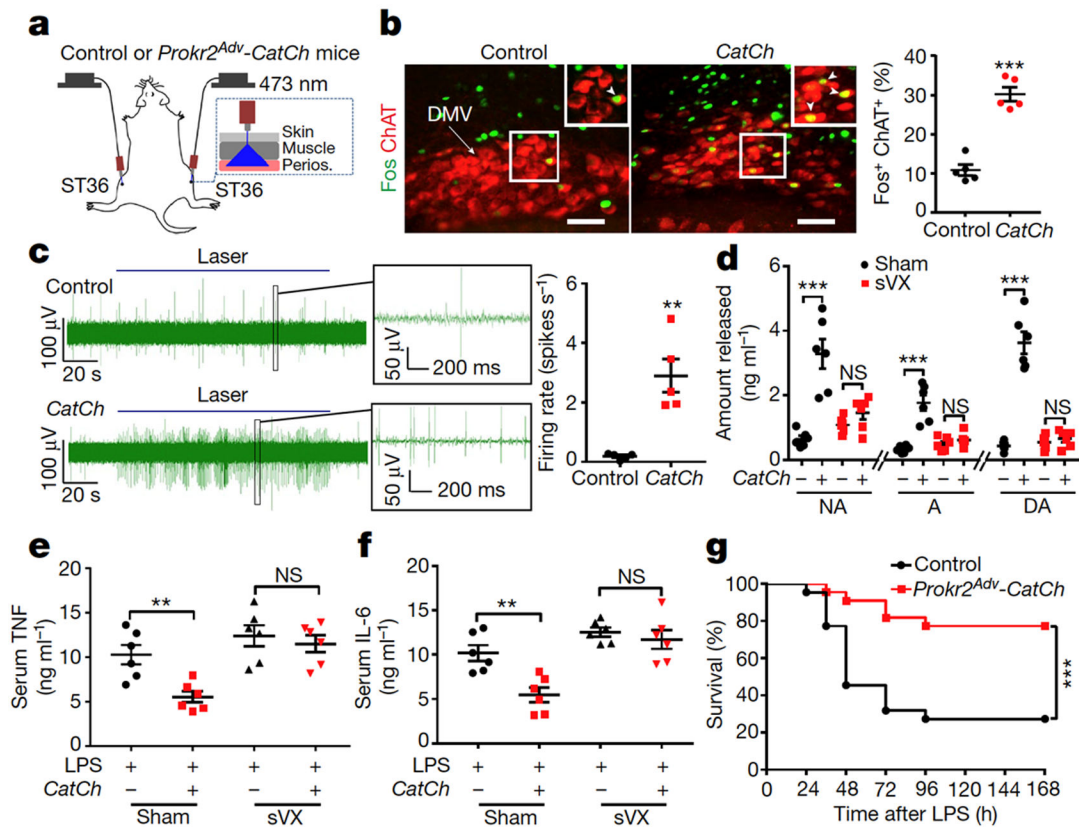 a
Control or Prokr2^Adv-CatCh mice
473 nm
Skin
Muscle
Perios.
ST36
ST36
b
Control
CatCh
Fos ChAT
DMV
Fos+ ChAT+ (%)
40
30
20
10
0
***
Control CatCh
c
Laser
Control
100 µV
20 s
50 µV
200 ms
Laser
CatCh
100 µV
20 s
50 µV
200 ms
Firing rate (spikes s−1)
6
4
2
0
**
Control CatCh
d
Sham
sVX
Amount released
(ng ml−1)
6
4
2
0
***
NS
***
NS
***
NS
CatCh − + − + − + − + − + − +
NA A DA
e
Serum TNF
(ng ml−1)
20
15
10
5
0
**
NS
LPS + + + +
CatCh − + − +
Sham sVX
f
Serum IL-6
(ng ml−1)
20
15
10
5
0
**
NS
LPS + + + +
CatCh − + − +
Sham sVX
g
Control
Prokr2^Adv-CatCh
Survival (%)
100
80
60
40
20
0
***
0 24 48 72 96 120 144 168
Time after LPS (h)